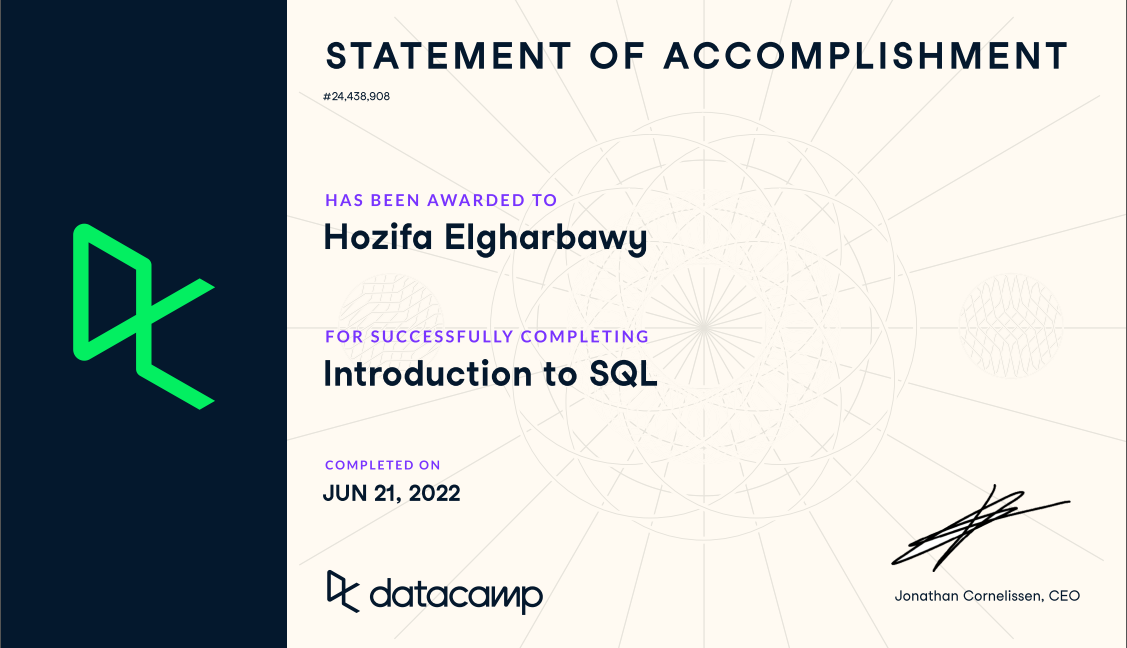 STATEMENT OF ACCOMPLISHMENT
#24,438,908
HAS BEEN AWARDED TO
Hozifa Elgharbawy
FOR SUCCESSFULLY COMPLETING
Introduction to SQL
COMPLETED ON
JUN 21, 2022
datacamp
Jonathan Cornelissen, CEO